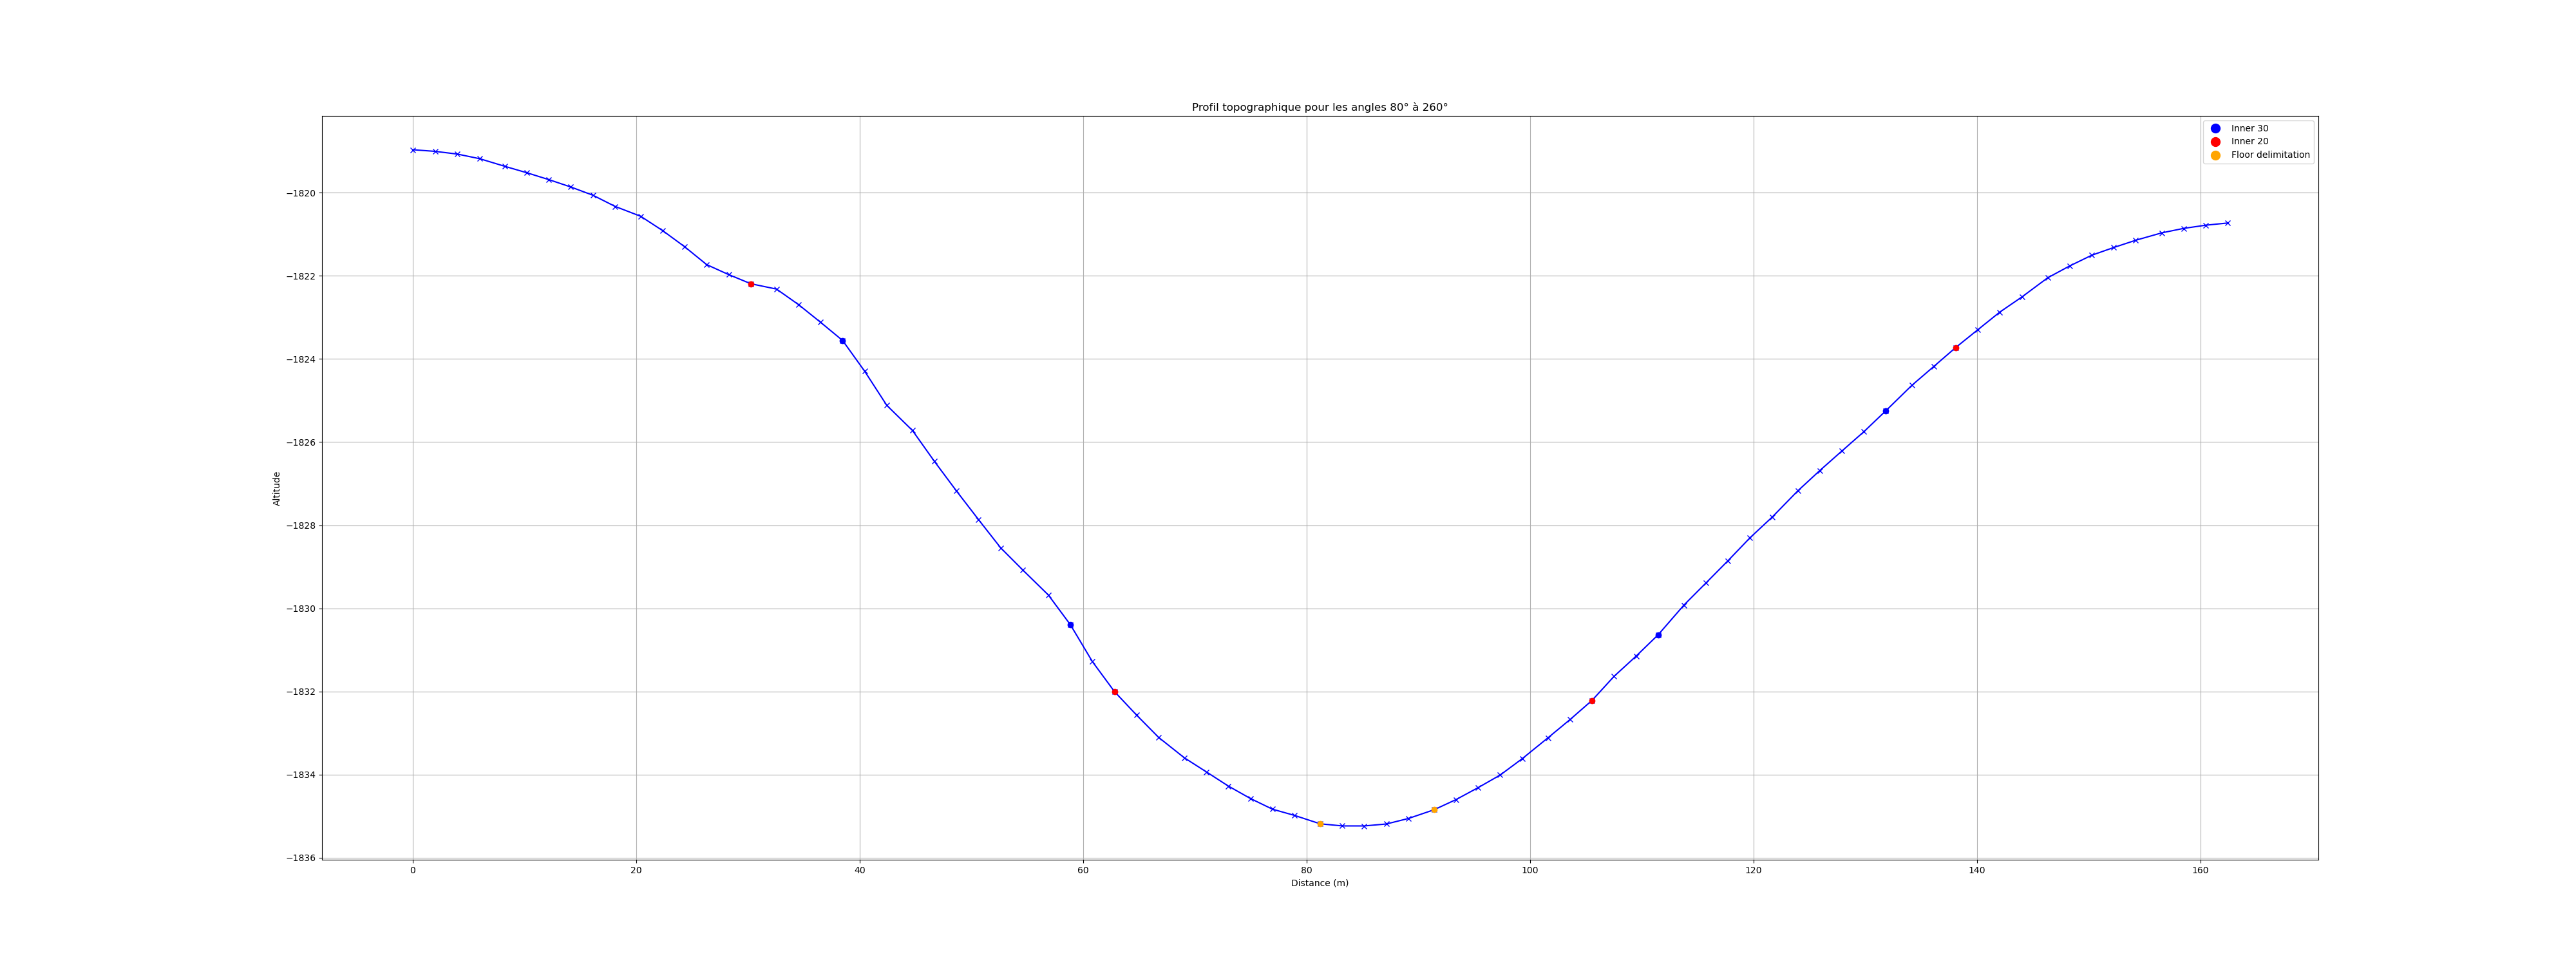 Profil topographique pour les angles 80° à 260°
Inner 30
Inner 20
Floor delimitation
Altitude
−1820
−1822
−1824
−1826
−1828
−1830
−1832
−1834
−1836
0 20 40 60 80 100 120 140 160
Distance (m)